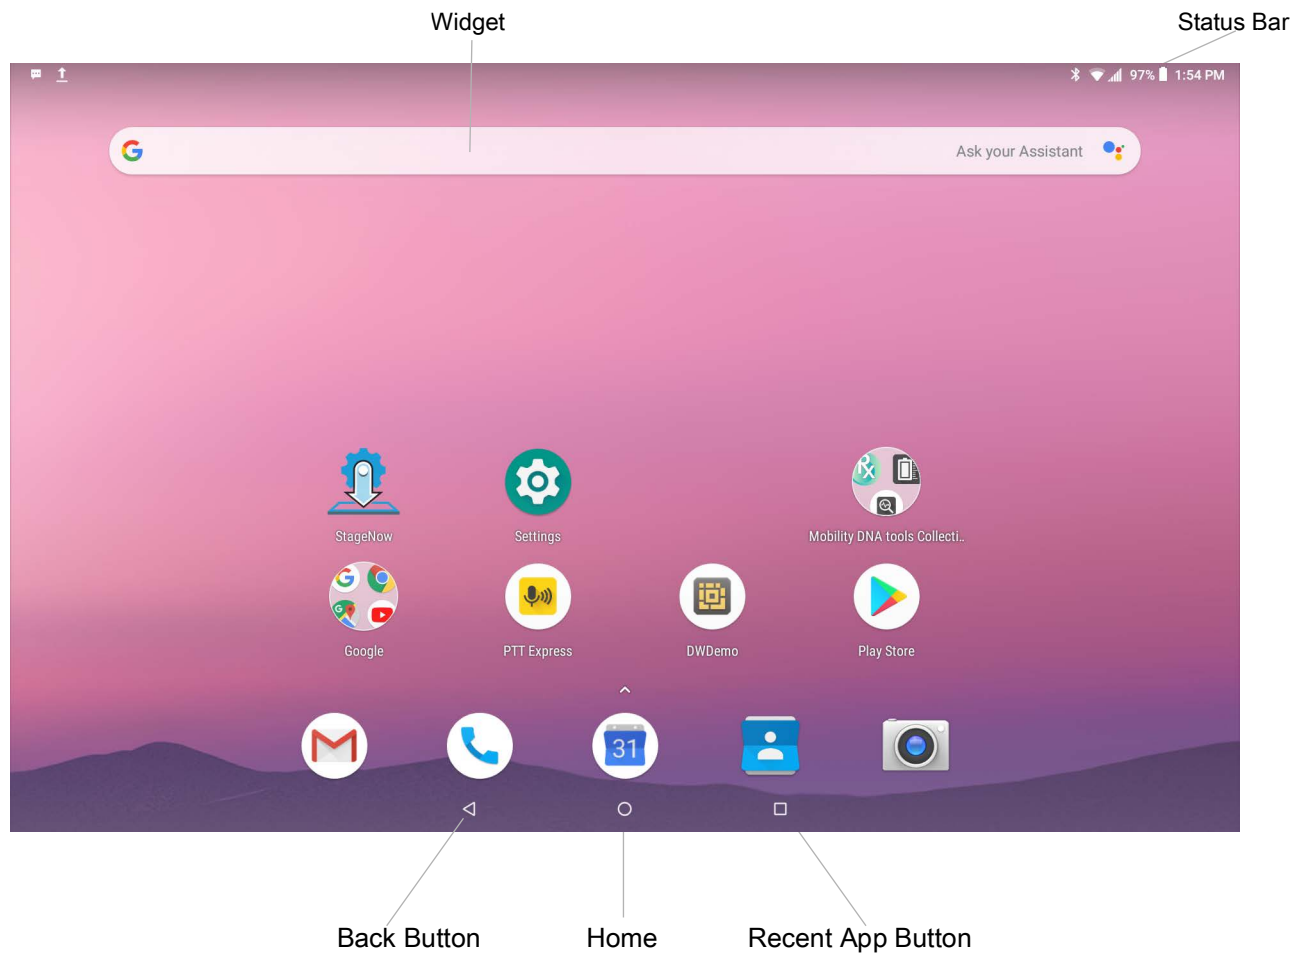 Widget
Status Bar
97% 1:54 PM
G
Ask your Assistant
StageNow
Settings
Mobility DNA tools Collecti..
Google
PTT Express
DWDemo
Play Store
31
Back Button
Home
Recent App Button